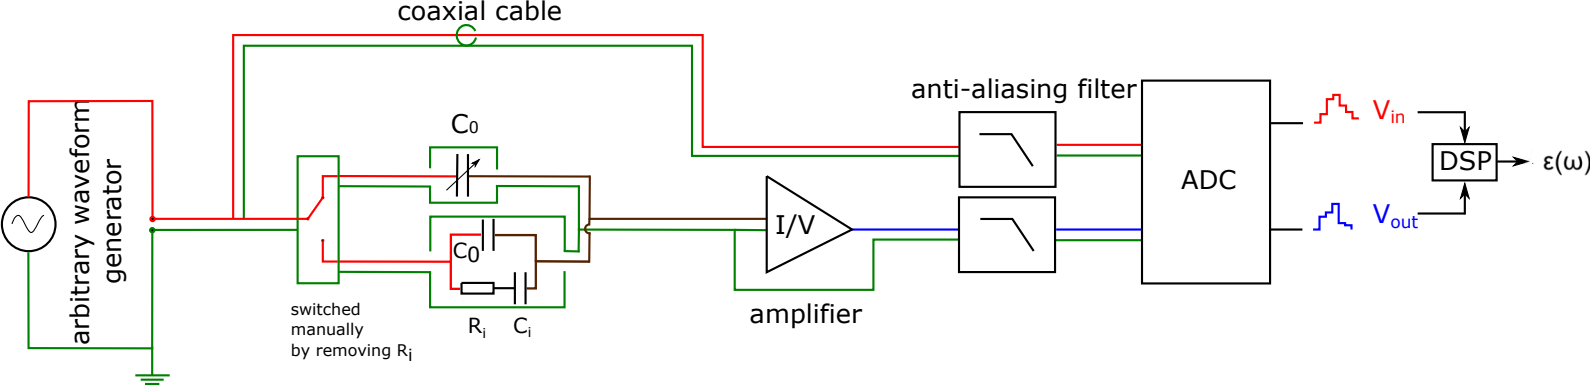 coaxial cable
arbitrary waveform
generator
C0
C0
Ri
Ci
switched
manually
by removing Ri
I/V
amplifier
anti-aliasing filter
ADC
Vin
Vout
DSP
ε(ω)